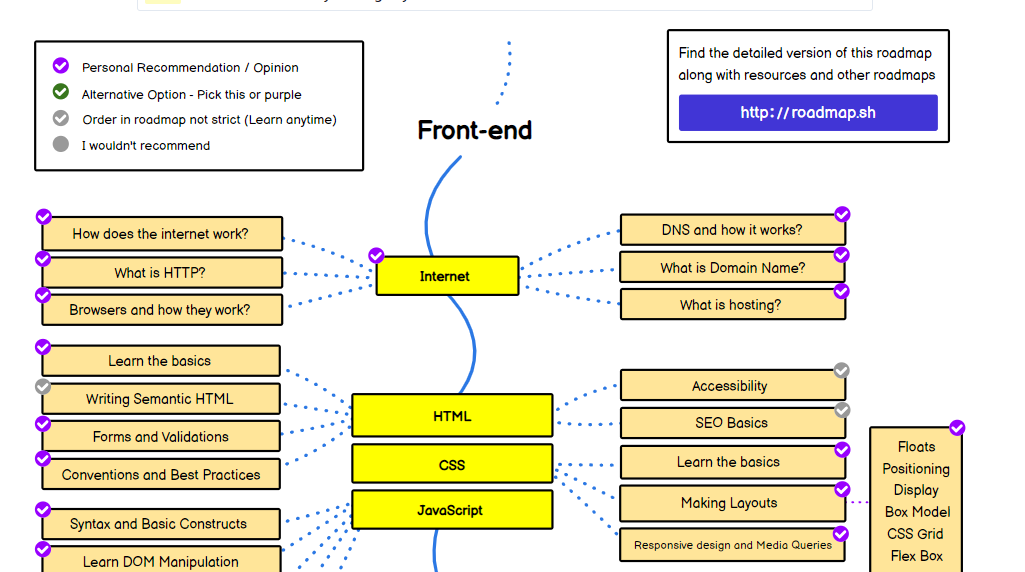 Personal Recommendation / Opinion
Alternative Option - Pick this or purple
Order in roadmap not strict (Learn anytime)
I wouldn't recommend
Find the detailed version of this roadmap
along with resources and other roadmaps
http://roadmap.sh
Front-end
How does the internet work?
What is HTTP?
Browsers and how they work?
Internet
DNS and how it works?
What is Domain Name?
What is hosting?
Learn the basics
Writing Semantic HTML
Forms and Validations
Conventions and Best Practices
HTML
CSS
JavaScript
Accessibility
SEO Basics
Learn the basics
Making Layouts
Responsive design and Media Queries
Floats
Positioning
Display
Box Model
CSS Grid
Flex Box
Syntax and Basic Constructs
Learn DOM Manipulation